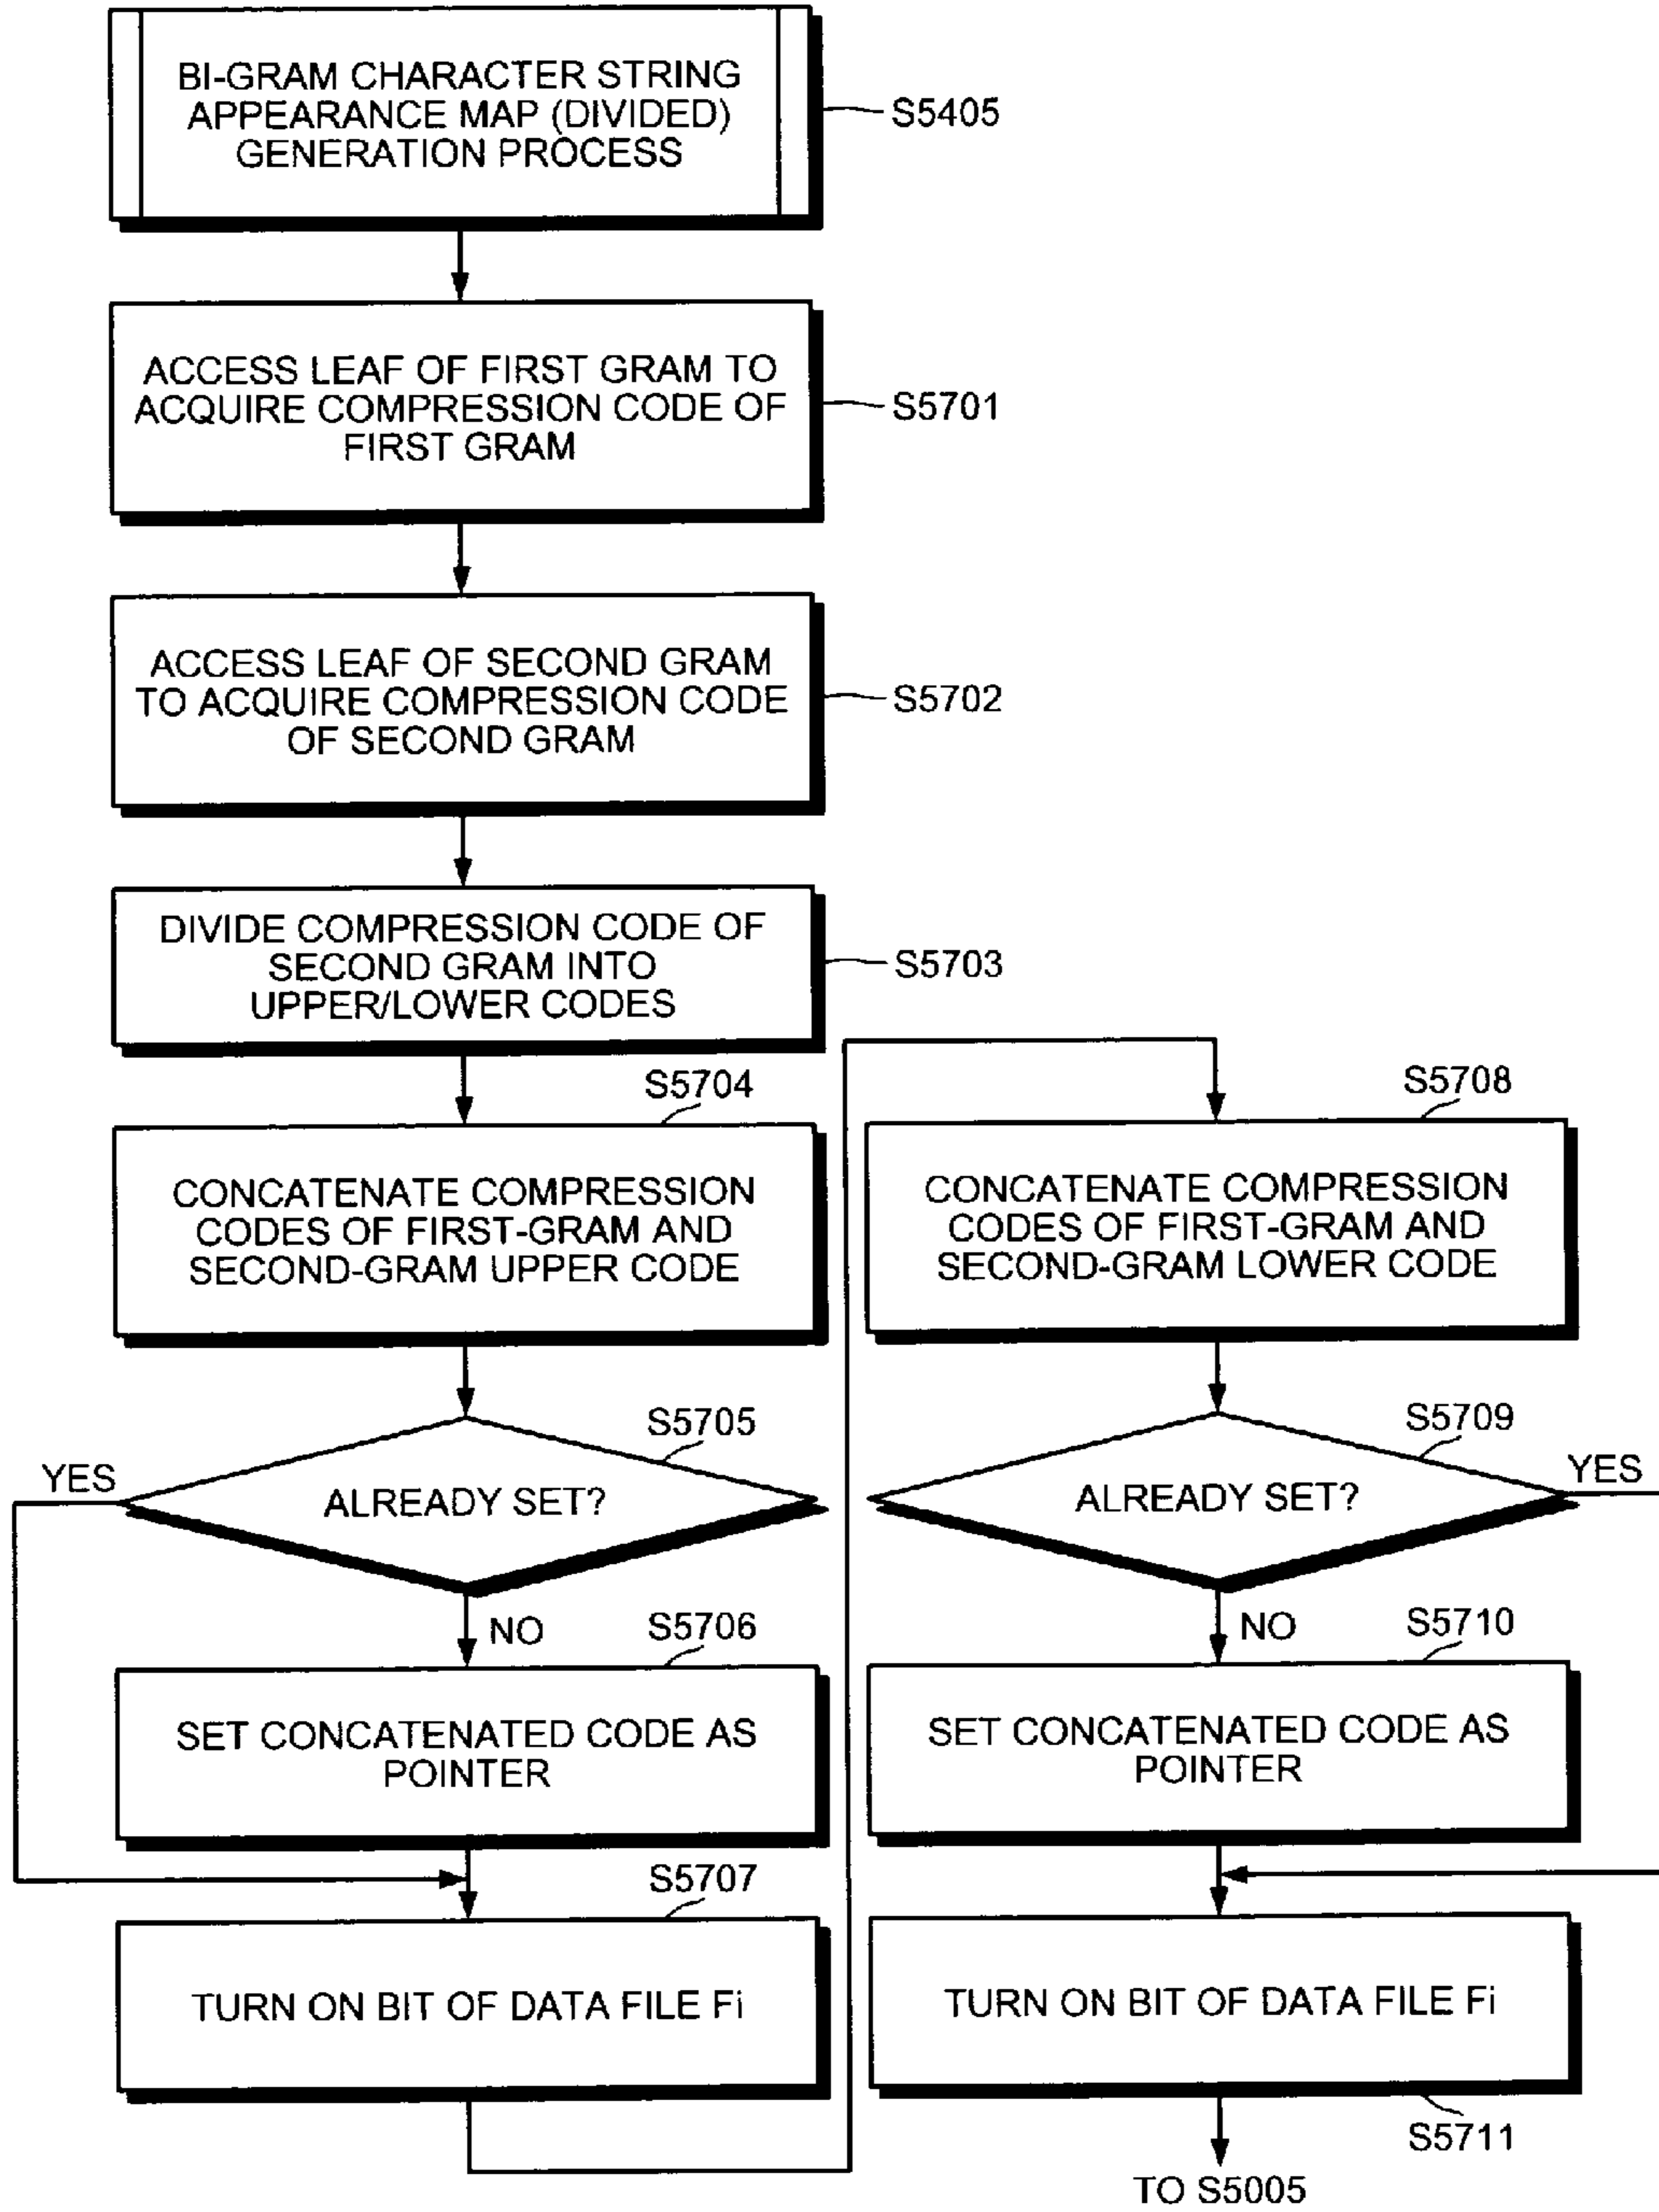 BI-GRAM CHARACTER STRING
APPEARANCE MAP (DIVIDED)
GENERATION PROCESS
S5405
ACCESS LEAF OF FIRST GRAM TO
ACQUIRE COMPRESSION CODE OF
FIRST GRAM
S5701
ACCESS LEAF OF SECOND GRAM
TO ACQUIRE COMPRESSION CODE
OF SECOND GRAM
S5702
DIVIDE COMPRESSION CODE OF
SECOND GRAM INTO
UPPER/LOWER CODES
S5703
S5704
CONCATENATE COMPRESSION
CODES OF FIRST-GRAM AND
SECOND-GRAM UPPER CODE
S5705
YES
ALREADY SET?
NO
S5706
SET CONCATENATED CODE AS
POINTER
S5707
TURN ON BIT OF DATA FILE Fi
S5708
CONCATENATE COMPRESSION
CODES OF FIRST-GRAM AND
SECOND-GRAM LOWER CODE
S5709
YES
ALREADY SET?
NO
S5710
SET CONCATENATED CODE AS
POINTER
TURN ON BIT OF DATA FILE Fi
S5711
TO S5005